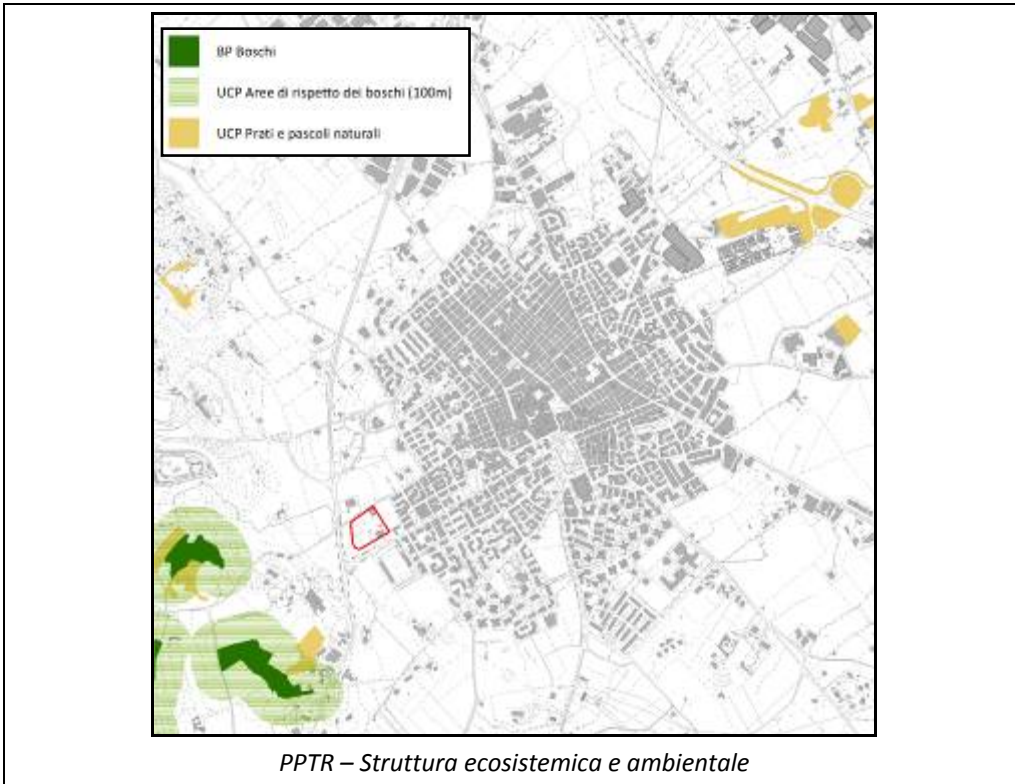 BP Boschi
UCP Aree di rispetto dei boschi (100m)
UCP Prati e pascoli naturali
PPTR – Struttura ecosistemica e ambientale